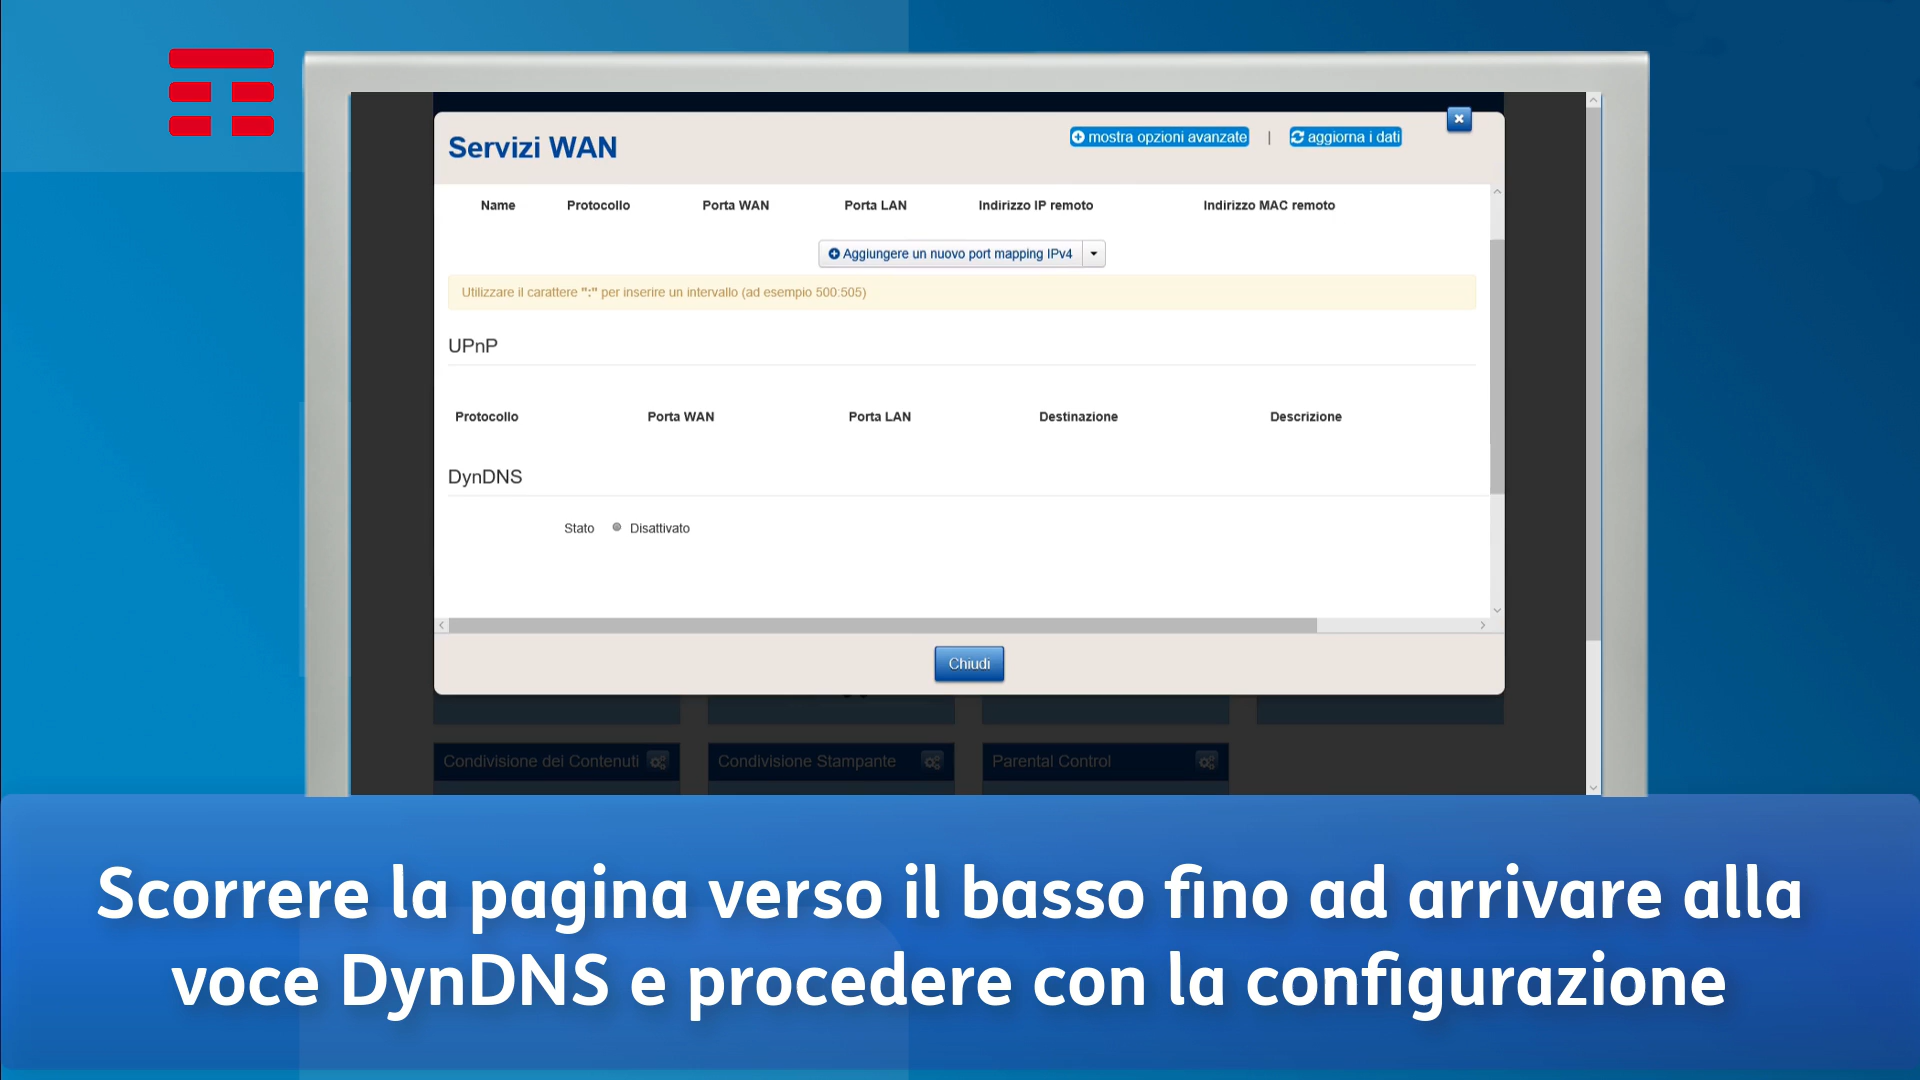 Servizi WAN
mostra opzioni avanzate | aggiorna i dati
Name Protocollo Porta WAN Porta LAN Indirizzo IP remoto Indirizzo MAC remoto
Aggiungere un nuovo port mapping IPv4
Utilizzare il carattere ":" per inserire un intervallo (ad esempio 500:505)
UPnP
Protocollo Porta WAN Porta LAN Destinazione Descrizione
DynDNS
Stato Disattivato
Chiudi
Condivisione dei Contenuti Condivisione Stampante Parental Control
Scorrere la pagina verso il basso fino ad arrivare alla
voce DynDNS e procedere con la configurazione